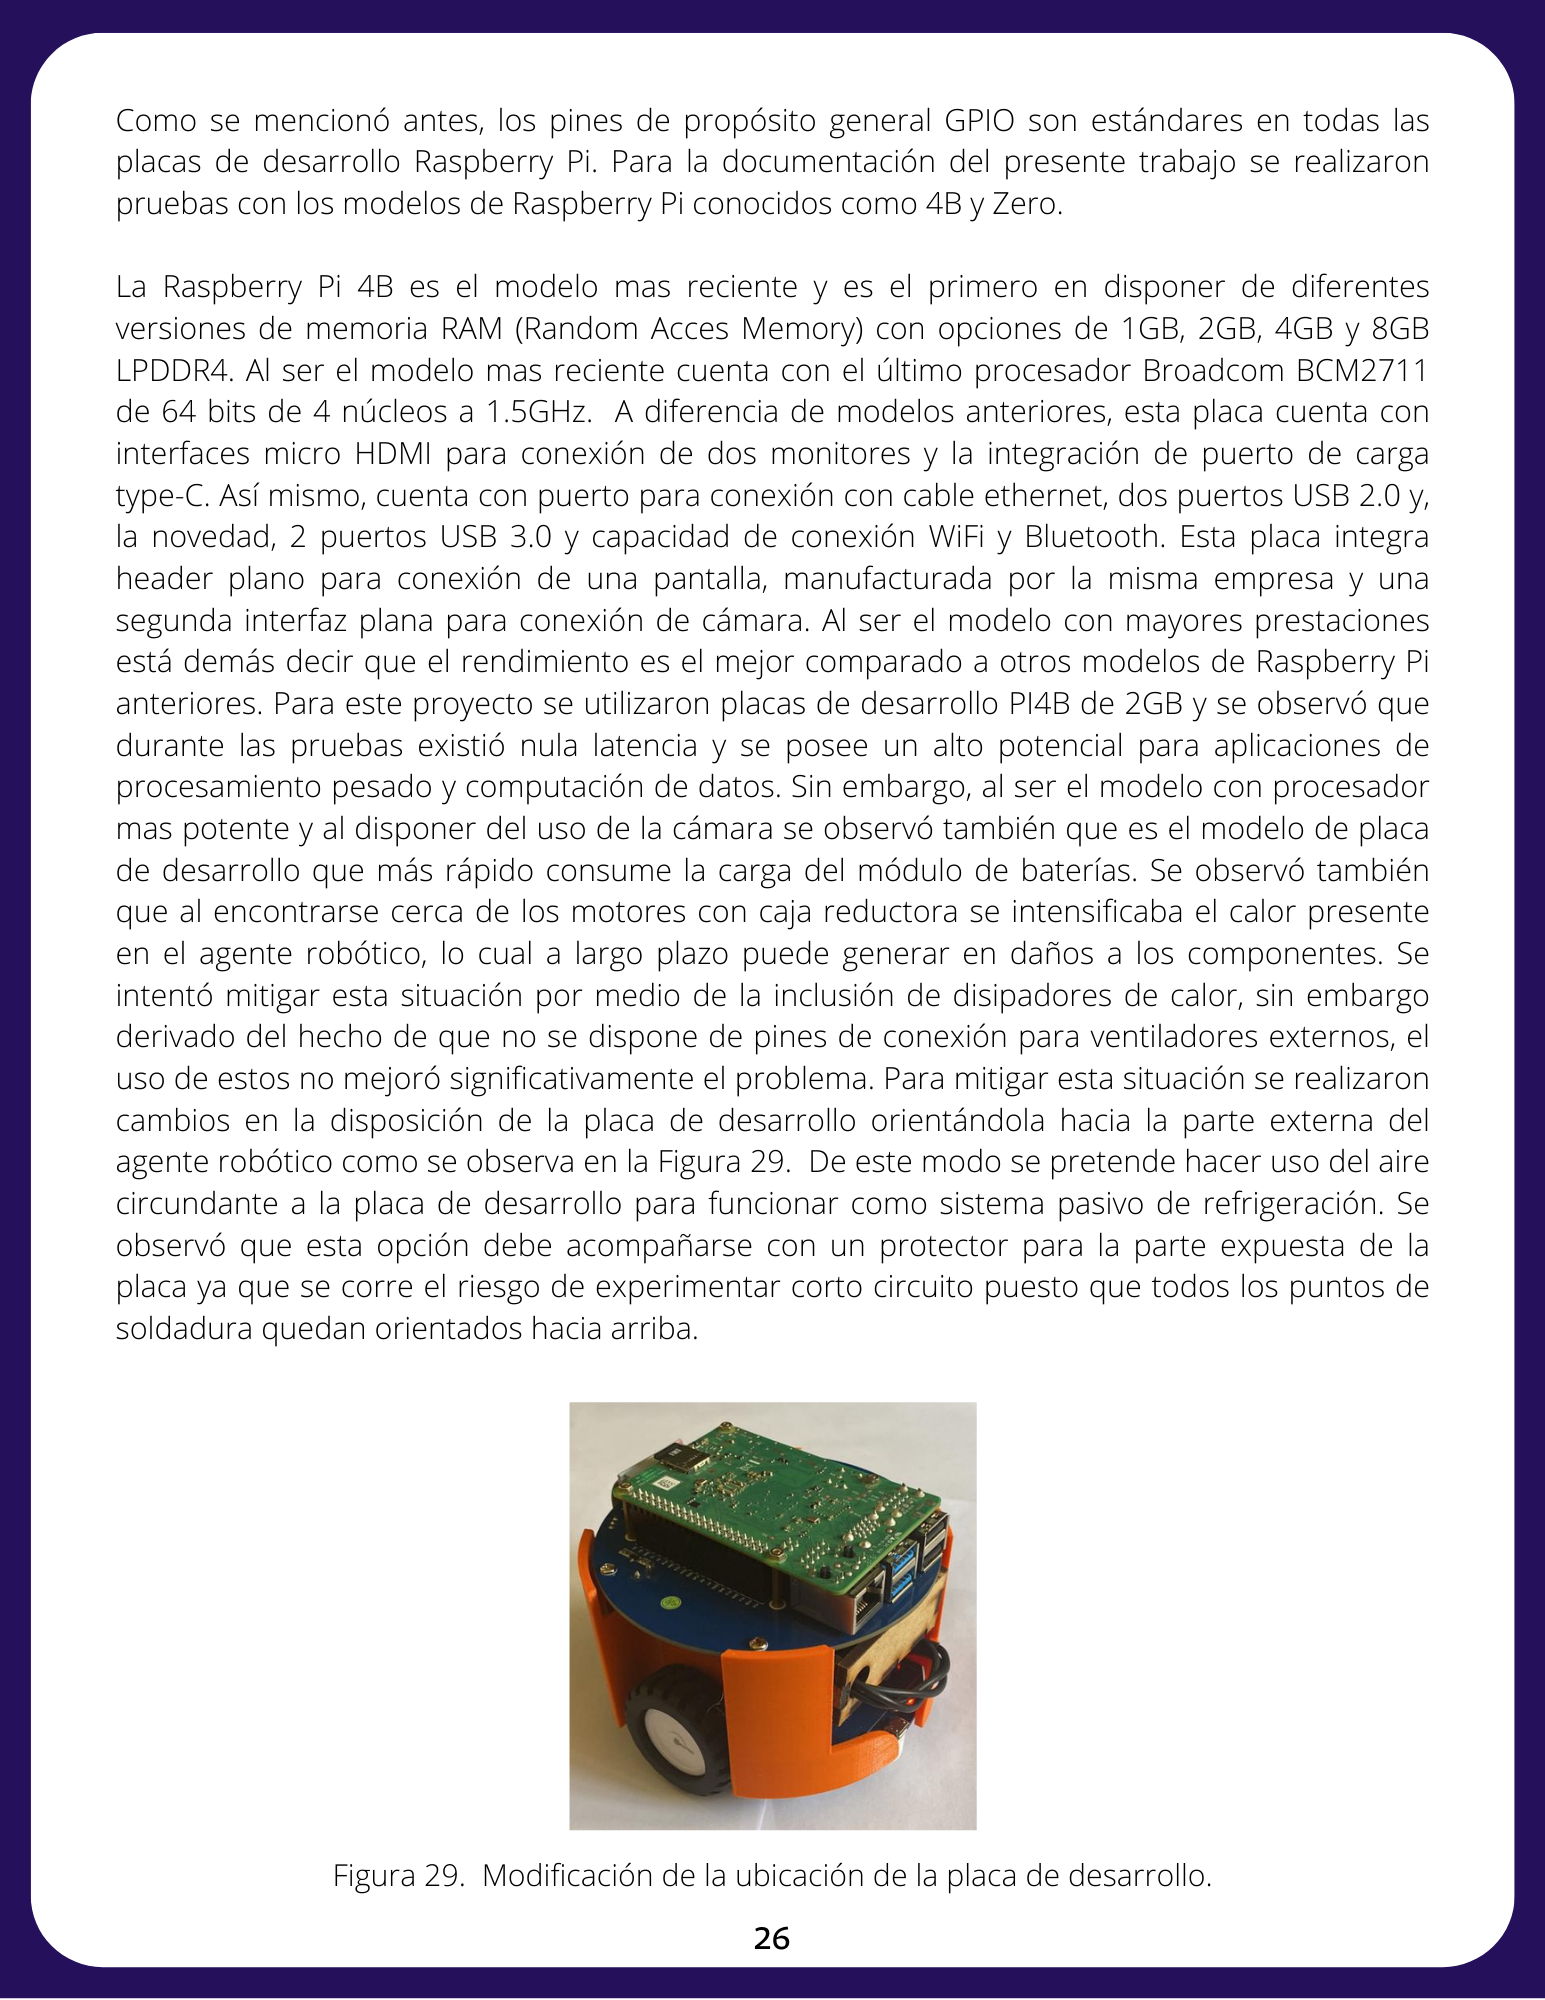 Como se mencionó antes, los pines de propósito general GPIO son estándares en todas las
placas de desarrollo Raspberry Pi. Para la documentación del presente trabajo se realizaron
pruebas con los modelos de Raspberry Pi conocidos como 4B y Zero.
La Raspberry Pi 4B es el modelo mas reciente y es el primero en disponer de diferentes
versiones de memoria RAM (Random Acces Memory) con opciones de 1GB, 2GB, 4GB y 8GB
LPDDR4. Al ser el modelo mas reciente cuenta con el último procesador Broadcom BCM2711
de 64 bits de 4 núcleos a 1.5GHz.  A diferencia de modelos anteriores, esta placa cuenta con
interfaces micro HDMI para conexión de dos monitores y la integración de puerto de carga
type-C. Así mismo, cuenta con puerto para conexión con cable ethernet, dos puertos USB 2.0 y,
la novedad, 2 puertos USB 3.0 y capacidad de conexión WiFi y Bluetooth. Esta placa integra
header plano para conexión de una pantalla, manufacturada por la misma empresa y una
segunda interfaz plana para conexión de cámara. Al ser el modelo con mayores prestaciones
está demás decir que el rendimiento es el mejor comparado a otros modelos de Raspberry Pi
anteriores. Para este proyecto se utilizaron placas de desarrollo PI4B de 2GB y se observó que
durante las pruebas existió nula latencia y se posee un alto potencial para aplicaciones de
procesamiento pesado y computación de datos. Sin embargo, al ser el modelo con procesador
mas potente y al disponer del uso de la cámara se observó también que es el modelo de placa
de desarrollo que más rápido consume la carga del módulo de baterías. Se observó también
que al encontrarse cerca de los motores con caja reductora se intensificaba el calor presente
en el agente robótico, lo cual a largo plazo puede generar en daños a los componentes. Se
intentó mitigar esta situación por medio de la inclusión de disipadores de calor, sin embargo
derivado del hecho de que no se dispone de pines de conexión para ventiladores externos, el
uso de estos no mejoró significativamente el problema. Para mitigar esta situación se realizaron
cambios en la disposición de la placa de desarrollo orientándola hacia la parte externa del
agente robótico como se observa en la Figura 29.  De este modo se pretende hacer uso del aire
circundante a la placa de desarrollo para funcionar como sistema pasivo de refrigeración. Se
observó que esta opción debe acompañarse con un protector para la parte expuesta de la
placa ya que se corre el riesgo de experimentar corto circuito puesto que todos los puntos de
soldadura quedan orientados hacia arriba.
Figura 29.  Modificación de la ubicación de la placa de desarrollo.
26